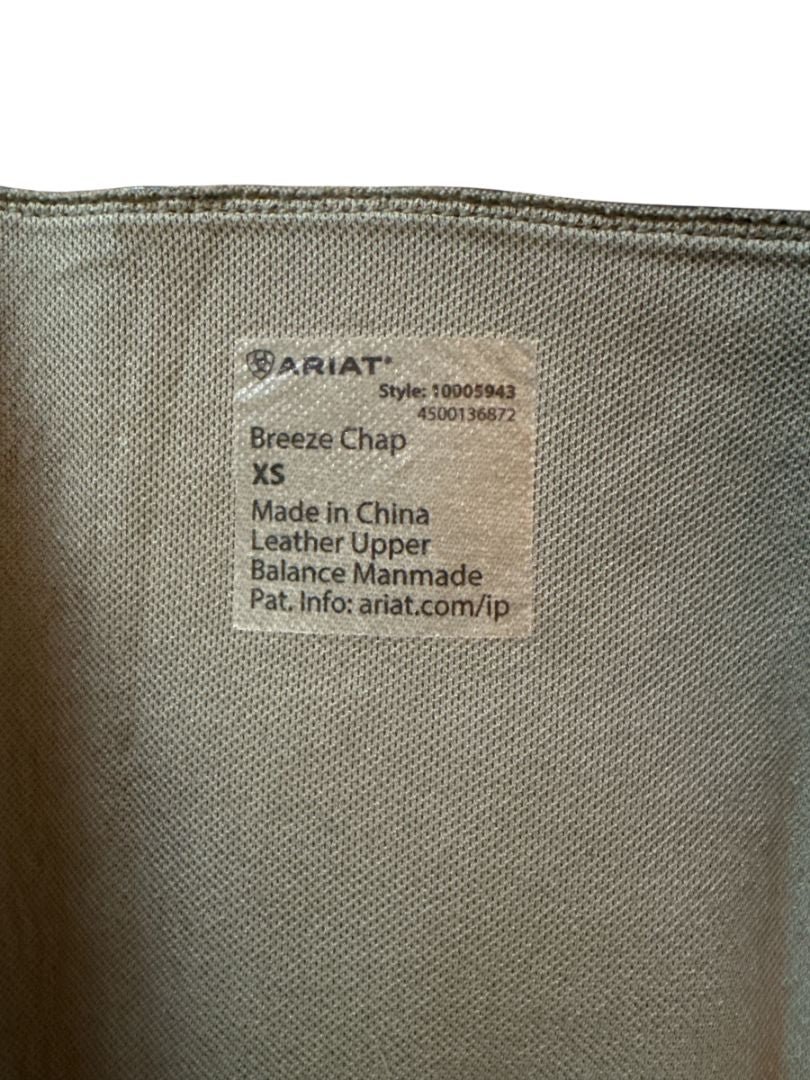 ARIAT®
Style: 10005943
4500136872
Breeze Chap
XS
Made in China
Leather Upper
Balance Manmade
Pat. Info: ariat.com/ip